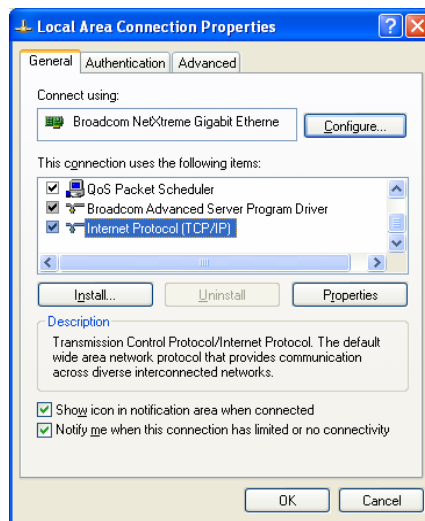 Local Area Connection Properties
General Authentication Advanced
Connect using:
Broadcom NetXtreme Gigabit Etherne
Configure...
This connection uses the following items:
QoS Packet Scheduler
Broadcom Advanced Server Program Driver
Internet Protocol (TCP/IP)
Install... Uninstall Properties
Description
Transmission Control Protocol/Internet Protocol. The default
wide area network protocol that provides communication
across diverse interconnected networks.
Show icon in notification area when connected
Notify me when this connection has limited or no connectivity
OK Cancel